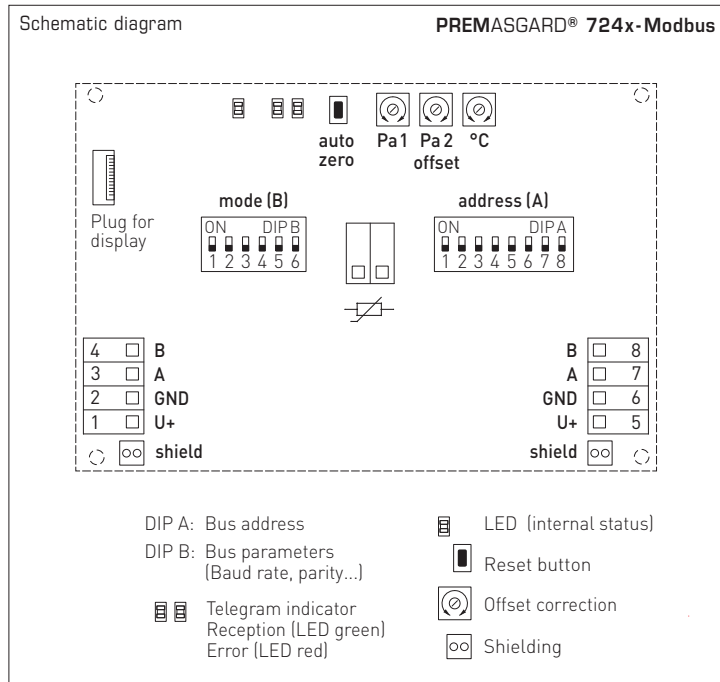 Schematic diagram
PREMASGARD® 724x-Modbus
auto
zero
Pa 1
Pa 2
°C
offset
Plug for
display
mode (B)
ON DIP B
1 2 3 4 5 6
address (A)
ON DIP A
1 2 3 4 5 6 7 8
4 B
3 A
2 GND
1 U+
shield
B 8
A 7
GND 6
U+ 5
shield
DIP A: Bus address
DIP B: Bus parameters
(Baud rate, parity...)
Telegram indicator
Reception (LED green)
Error (LED red)
LED (internal status)
Reset button
Offset correction
Shielding